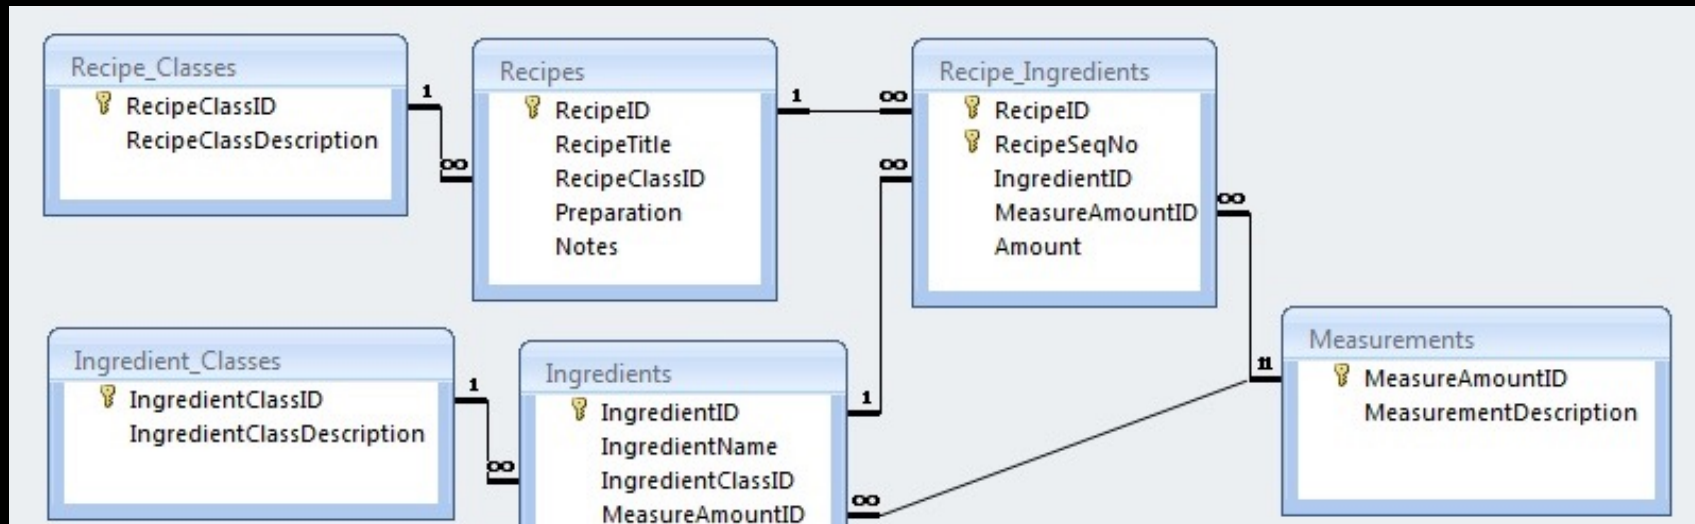 Recipe_Classes
RecipeClassID
RecipeClassDescription
1
∞
Recipes
RecipeID
RecipeTitle
RecipeClassID
Preparation
Notes
1
∞
∞
Recipe_Ingredients
RecipeID
RecipeSeqNo
IngredientID
MeasureAmountID
Amount
∞
Ingredient_Classes
IngredientClassID
IngredientClassDescription
1
∞
Ingredients
IngredientID
IngredientName
IngredientClassID
MeasureAmountID
1
∞
11
Measurements
MeasureAmountID
MeasurementDescription